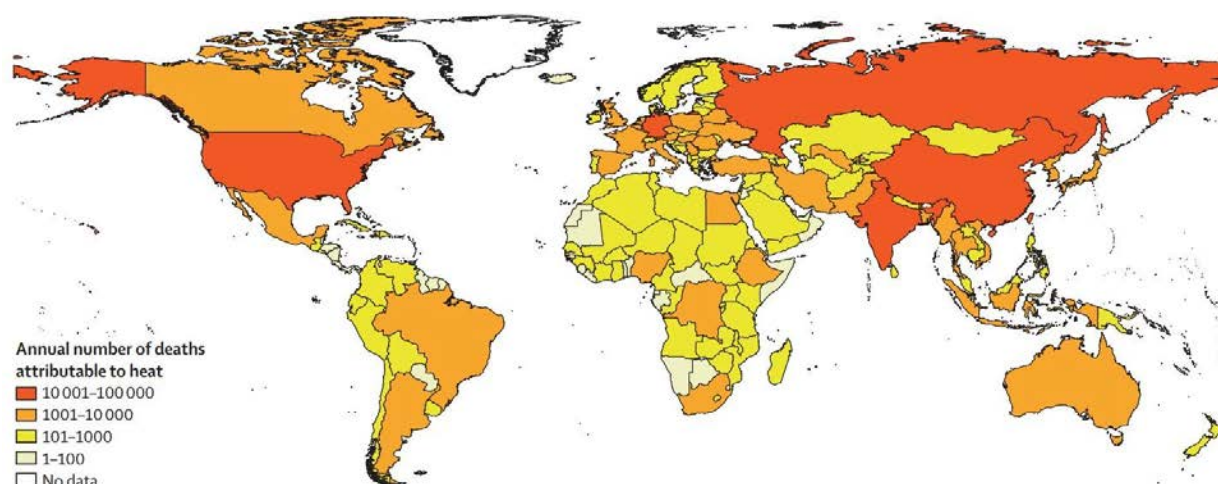 Annual number of deaths
attributable to heat
10 001–100 000
1001–10 000
101–1000
1–100
No data